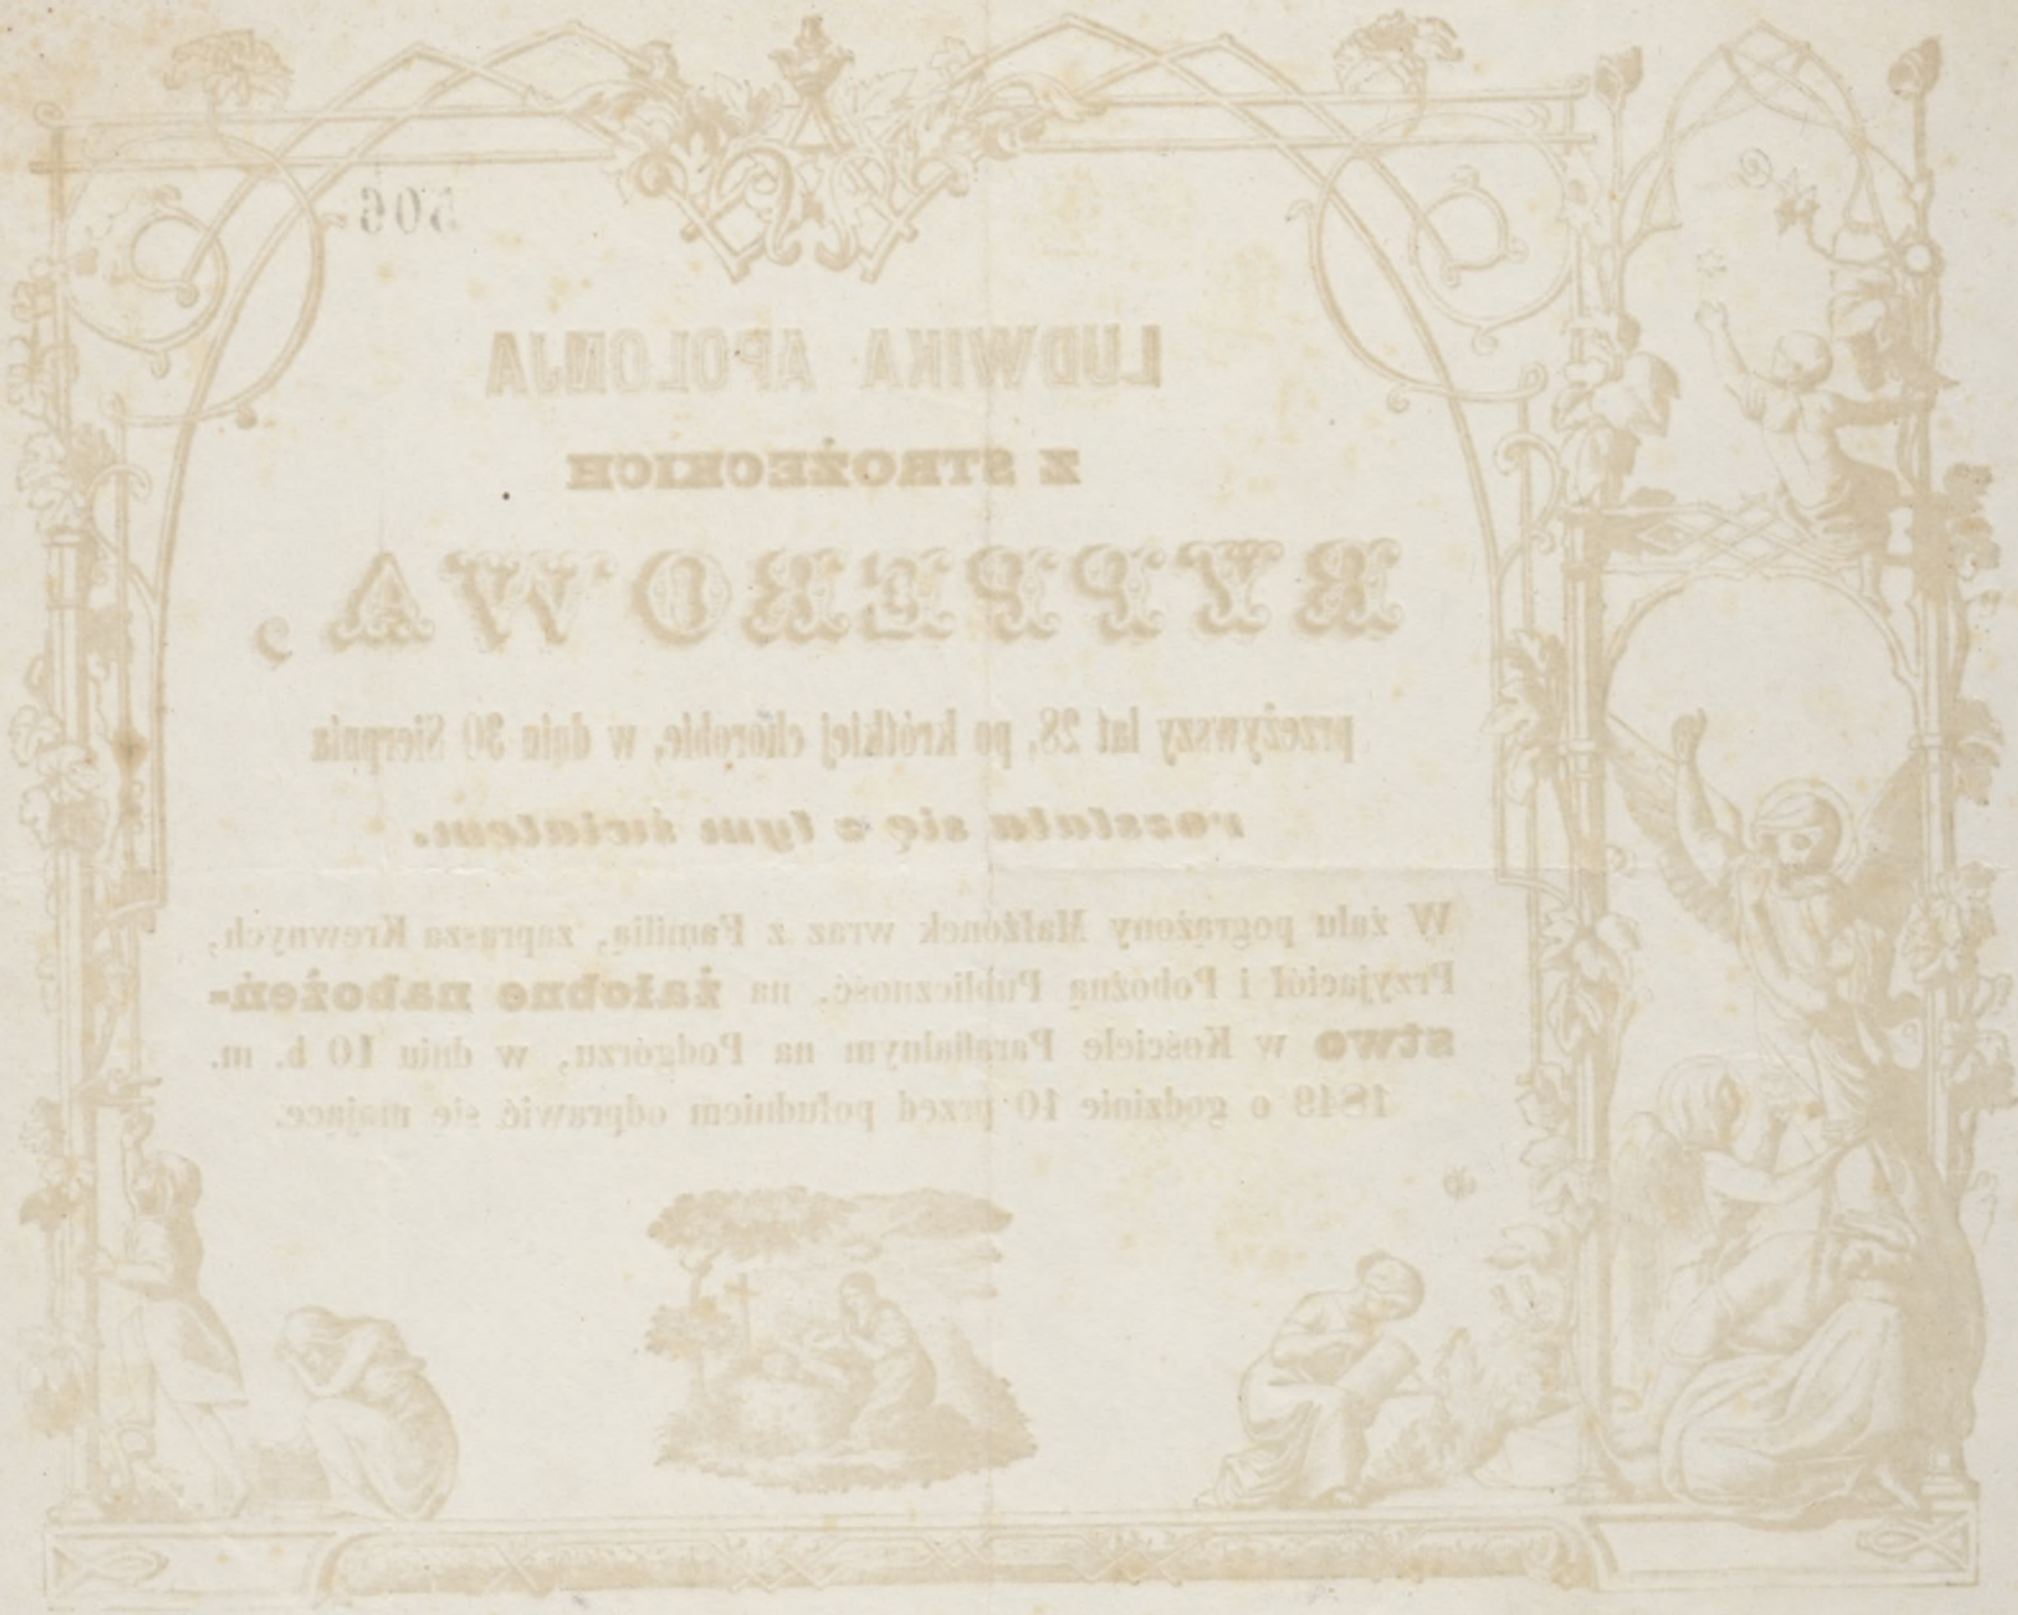 506
LUDWIKA APOLONJA
Z STROŻECKICH
RYPPEROWA,
przeżywszy lat 28, po krótkiej chorobie, w dniu 30 Sierpnia
rozstała się z tym światem.
W żalu pogrążony Małżonek wraz z Familią, zaprasza Krewnych,
Przyjaciół i Pobożną Publiczność, na żałobne nabożeń-
stwo w Kościele Parafialnym na Podgórzu, w dniu 10 b. m.
1849 o godzinie 10 przed południem odprawić się mające.